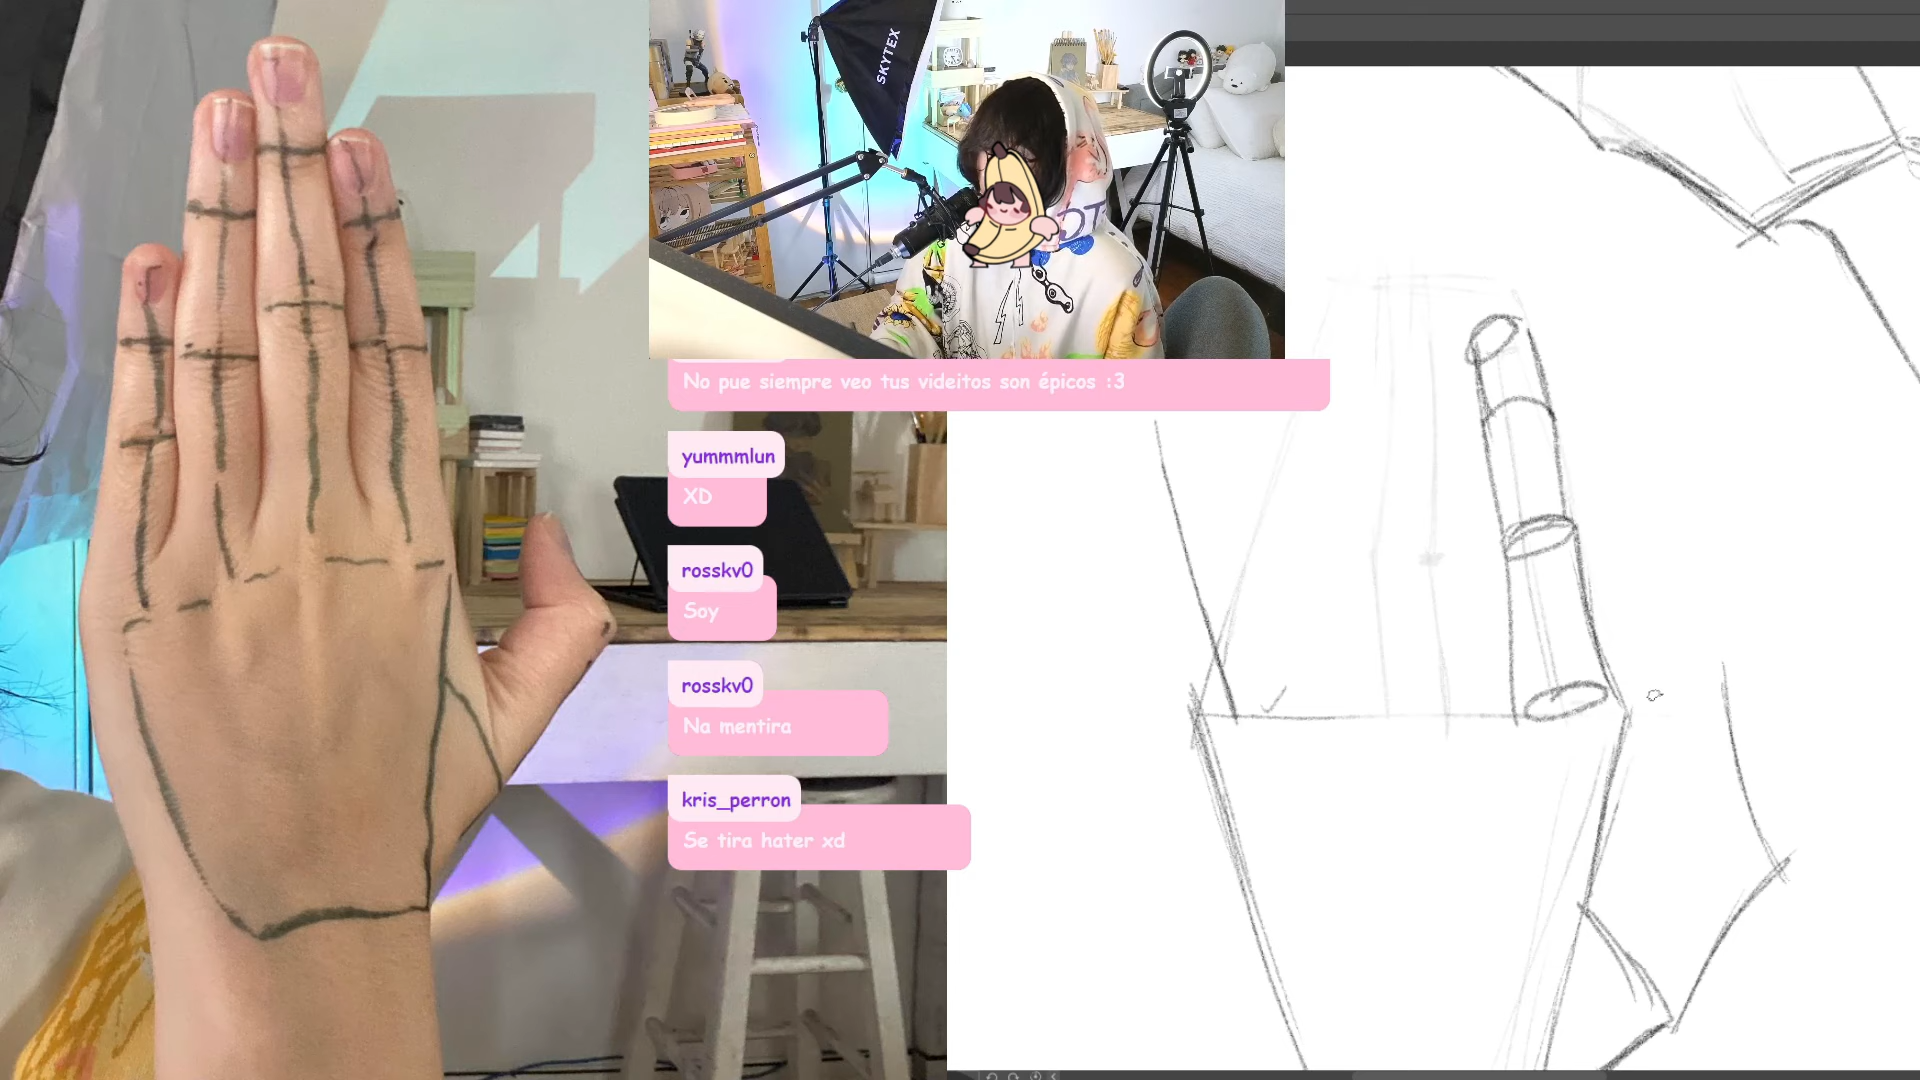 SKYTEX
No pue siempre veo tus videitos son épicos :3
yummmlun
XD
rosskv0
Soy
rosskv0
Na mentira
kris_perron
Se tira hater xd